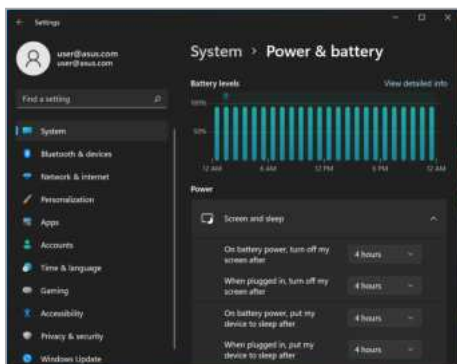 Settings
user@asus.com
user@asus.com
Find a setting
System
Bluetooth & devices
Network & internet
Personalization
Apps
Accounts
Time & language
Gaming
Accessibility
Privacy & security
Windows Update
System > Power & battery
Battery levels
View detailed info
100%
50%
12 AM 6 AM 12 PM 6 PM 12 AM
Power
Screen and sleep
On battery power, turn off my
screen after
4 hours
When plugged in, turn off my
screen after
4 hours
On battery power, put my
device to sleep after
4 hours
When plugged in, put my
device to sleep after
4 hours